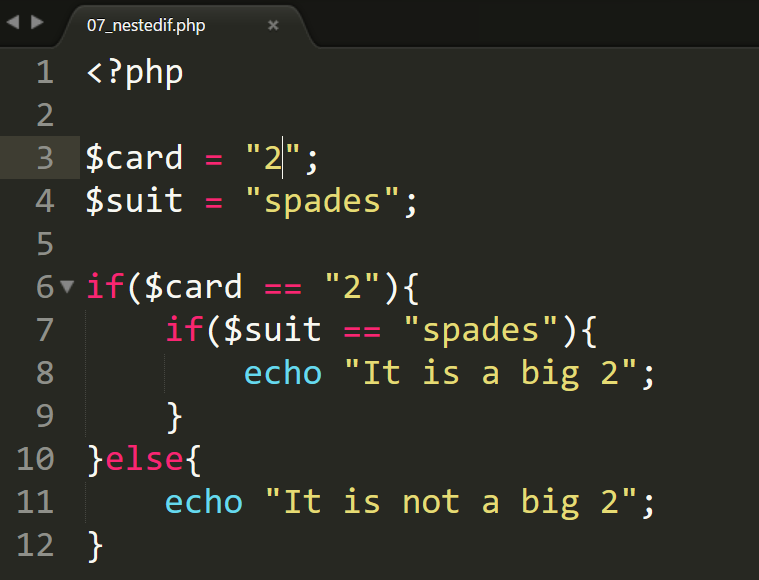 07_nestedif.php ×
1 <?php
2
3 $card = "2";
4 $suit = "spades";
5
6 if($card == "2"){
7     if($suit == "spades"){
8         echo "It is a big 2";
9     }
10 }else{
11     echo "It is not a big 2";
12 }